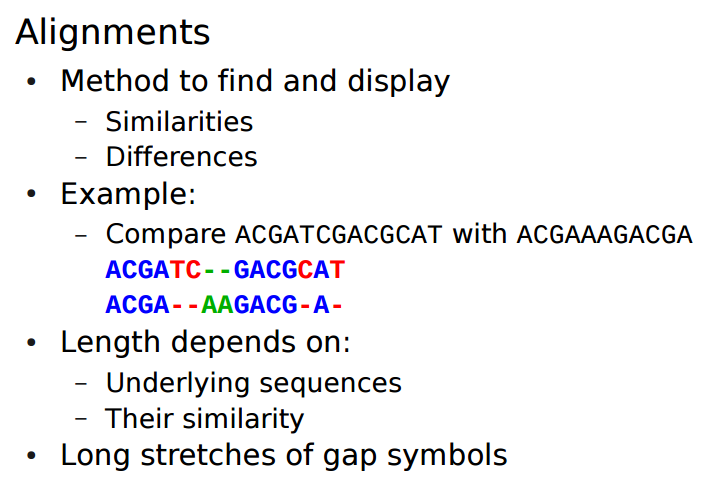 Alignments
• Method to find and display
– Similarities
– Differences
• Example:
– Compare ACGATCGACGCAT with ACGAAAGACGA
ACGATC--GACGCAT
ACGA--AAGACG-A-
• Length depends on:
– Underlying sequences
– Their similarity
• Long stretches of gap symbols